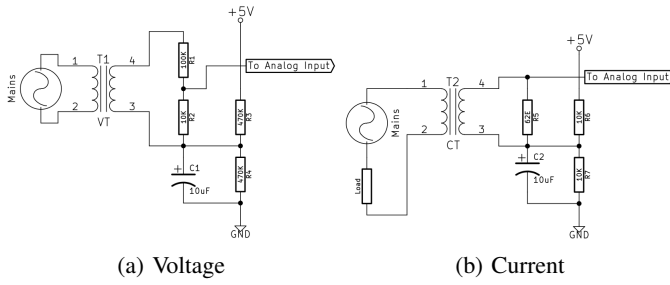 +5V
T1
1
4
100K
R1
To Analog Input
Mains
10K
R2
470K
R3
2
3
VT
C1
+
10uF
470K
R4
GND
(a) Voltage
+5V
T2
1
4
To Analog Input
Mains
62E
R5
10K
R6
2
3
CT
C2
+
10uF
Load
10K
R7
GND
(b) Current